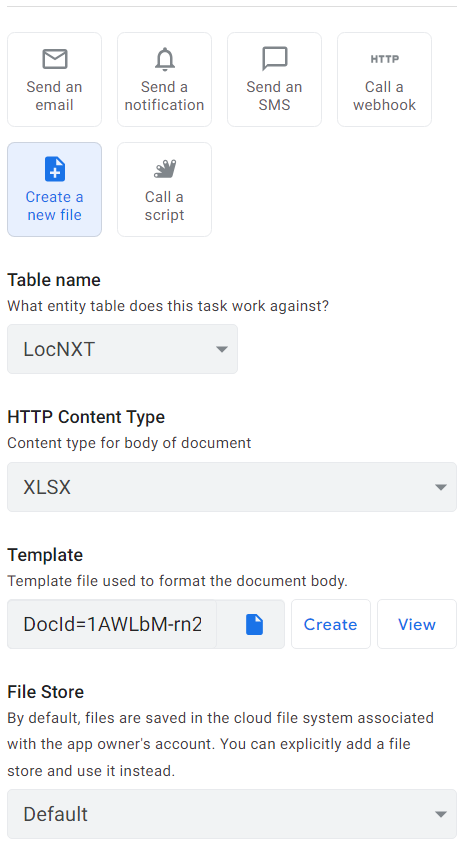 Send an
email
Send a
notification
Send an
SMS
HTTP
Call a
webhook
Create a
new file
Call a
script
Table name
What entity table does this task work against?
LocNXT
HTTP Content Type
Content type for body of document
XLSX
Template
Template file used to format the document body.
DocId=1AWLbM-rn2
Create
View
File Store
By default, files are saved in the cloud file system associated
with the app owner's account. You can explicitly add a file
store and use it instead.
Default